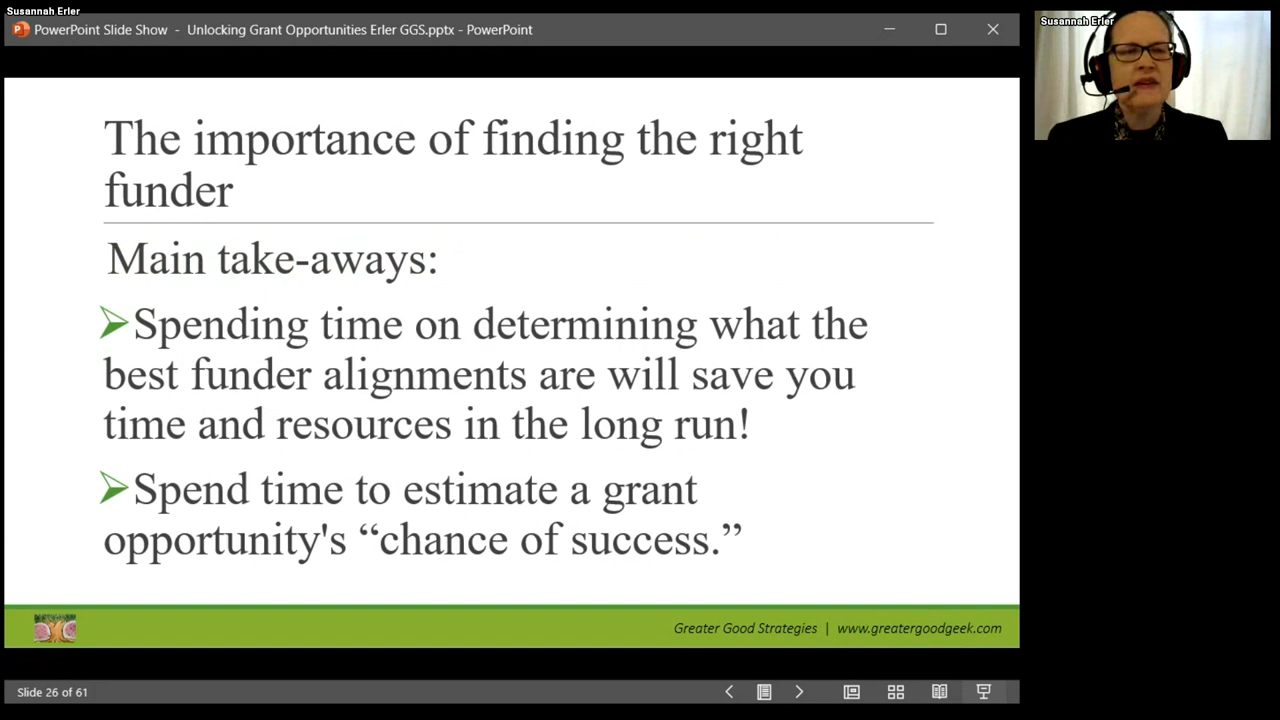 Susannah Erler
PowerPoint Slide Show - Unlocking Grant Opportunities Erler GGS.pptx - PowerPoint
Susannah Erler
The importance of finding the right
funder
Main take-aways:
Spending time on determining what the
best funder alignments are will save you
time and resources in the long run!
Spend time to estimate a grant
opportunity's “chance of success.”
Greater Good Strategies | www.greatergoodgeek.com
Slide 26 of 61